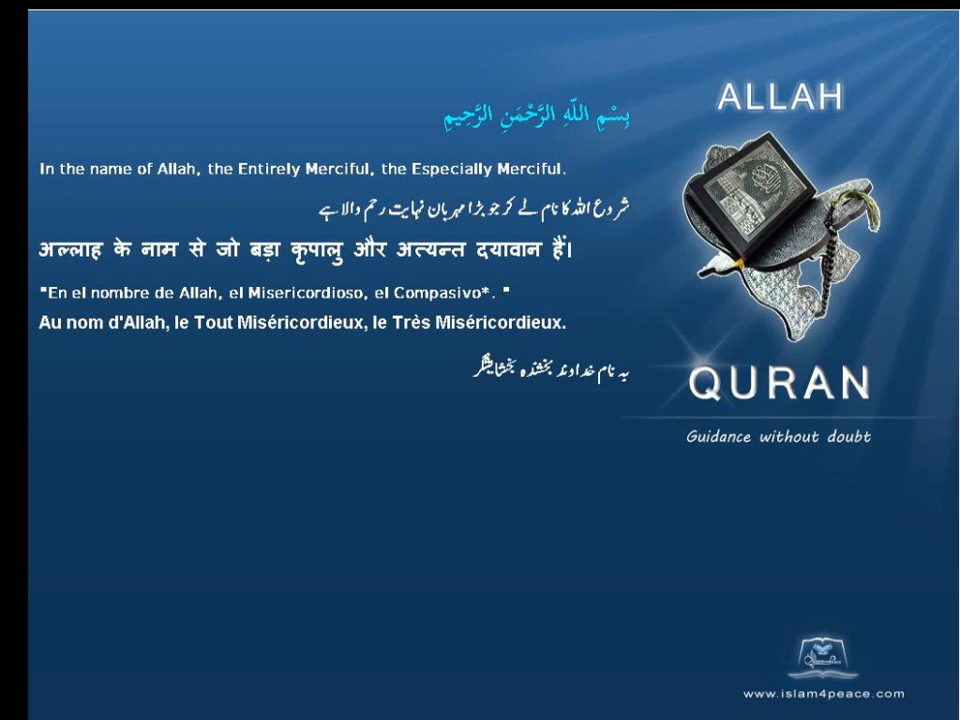 بِسْمِ اللَّهِ الرَّحْمَنِ الرَّحِيمِ
In the name of Allah, the Entirely Merciful, the Especially Merciful.
شروع اللہ کا نام لے کر جو بڑا مہربان نہایت رحم والا ہے
अल्लाह के नाम से जो बड़ा कृपालु और अत्यन्त दयावान हैं।
"En el nombre de Allah, el Misericordioso, el Compasivo*. "
Au nom d'Allah, le Tout Miséricordieux, le Très Miséricordieux.
به نام خداوند بخشنده بخشایشگر
ALLAH
QURAN
Guidance without doubt
www.islam4peace.com